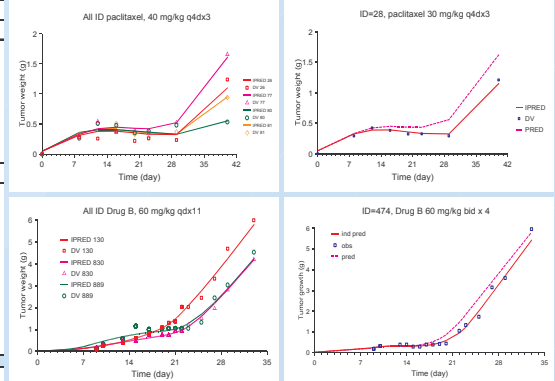 All ID paclitaxel, 40 mg/kg q4dx3
Tumor weight (g)
2
1.5
1
0.5
0
0 7 14 21 28 35 42
Time (day)
IPRED 28
DV 28
IPRED 77
DV 77
IPRED 80
DV 80
IPRED 81
DV 81
ID=28, paclitaxel 30 mg/kg q4dx3
Tumor weight (g)
2
1.5
1
0.5
0
0 7 14 21 28 35 42
Time (day)
IPRED
DV
PRED
All ID Drug B, 60 mg/kg qdx11
Tumor weight (g)
6
5
4
3
2
1
0
0 7 14 21 28 35
Time (day)
IPRED 130
DV 130
IPRED 830
DV 830
IPRED 889
DV 889
ID=474, Drug B 60 mg/kg bid x 4
Tumor growth (g)
6
5
4
3
2
1
0
0 7 14 21 28 35
Time (day)
ind pred
obs
pred